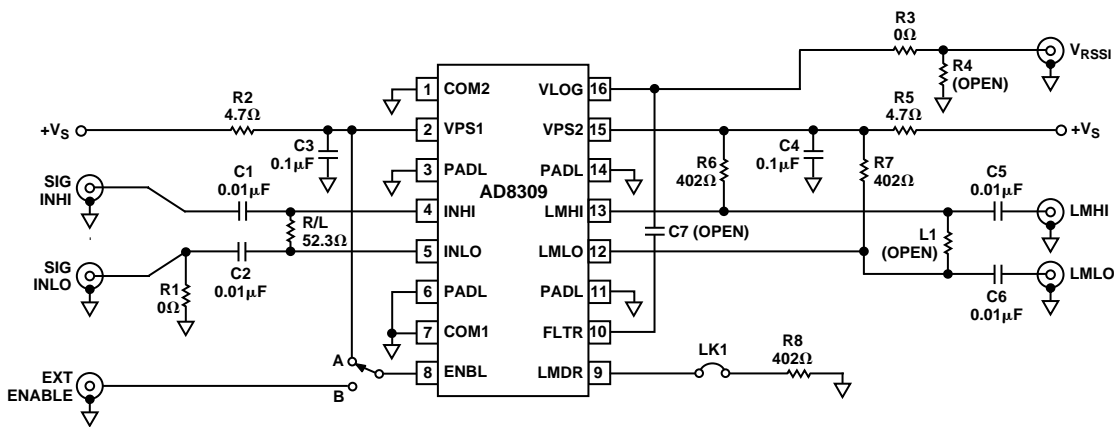 R3
0Ω
VRSSI
R4
(OPEN)
1
COM2
VLOG
16
R2
4.7Ω
R5
4.7Ω
+VS
2
VPS1
VPS2
15
+VS
C3
0.1µF
R6
402Ω
C4
0.1µF
R7
402Ω
3
PADL
PADL
14
SIG
INHI
C1
0.01µF
AD8309
C5
0.01µF
4
INHI
LMHI
13
LMHI
R/L
52.3Ω
C7 (OPEN)
L1
(OPEN)
5
INLO
LMLO
12
SIG
INLO
C2
0.01µF
LMLO
C6
0.01µF
R1
0Ω
6
PADL
PADL
11
7
COM1
FLTR
10
A
LK1
R8
402Ω
8
ENBL
LMDR
9
EXT
ENABLE
B